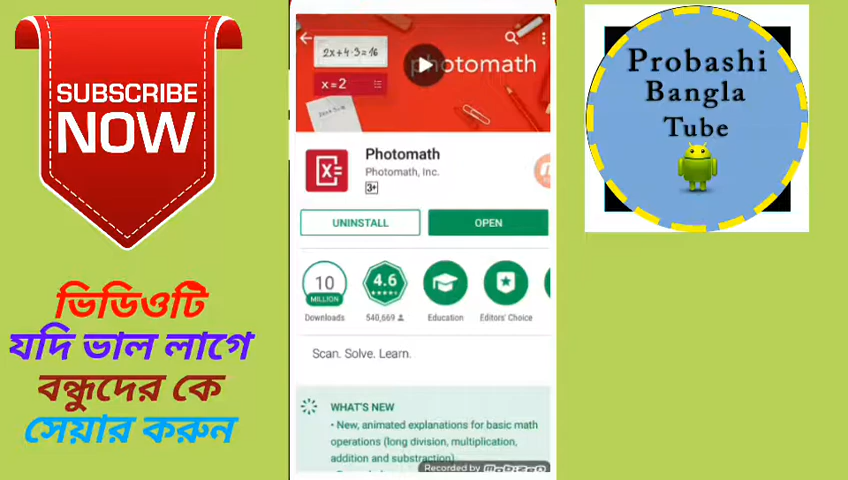 SUBSCRIBE
NOW
ভিডিওটি
যদি ভাল লাগে
বন্ধুদের কে
সেয়ার করুন
2x+4·3=16
x=2
photomath
X=
Photomath
Photomath, Inc.
3+
UNINSTALL
OPEN
10
MILLION
Downloads
4.6
540,669
Education
Editors' Choice
Scan. Solve. Learn.
WHAT'S NEW
• New, animated explanations for basic math
operations (long division, multiplication,
addition and substraction)
Recorded by
Probashi
Bangla
Tube